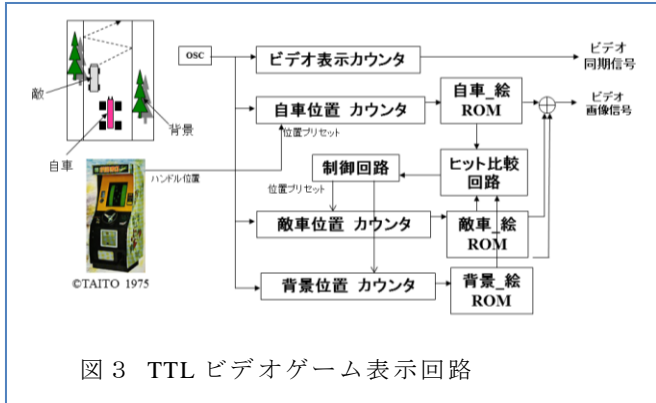 敵
自車
背景
©TAITO 1975
OSC
ビデオ表示カウンタ
ビデオ
同期信号
自車位置 カウンタ
自車_絵
ROM
ビデオ
画像信号
位置プリセット
ハンドル位置
制御回路
ヒット比較
回路
位置プリセット
敵車位置 カウンタ
敵車_絵
ROM
背景位置 カウンタ
背景_絵
ROM
図3 TTL ビデオゲーム表示回路